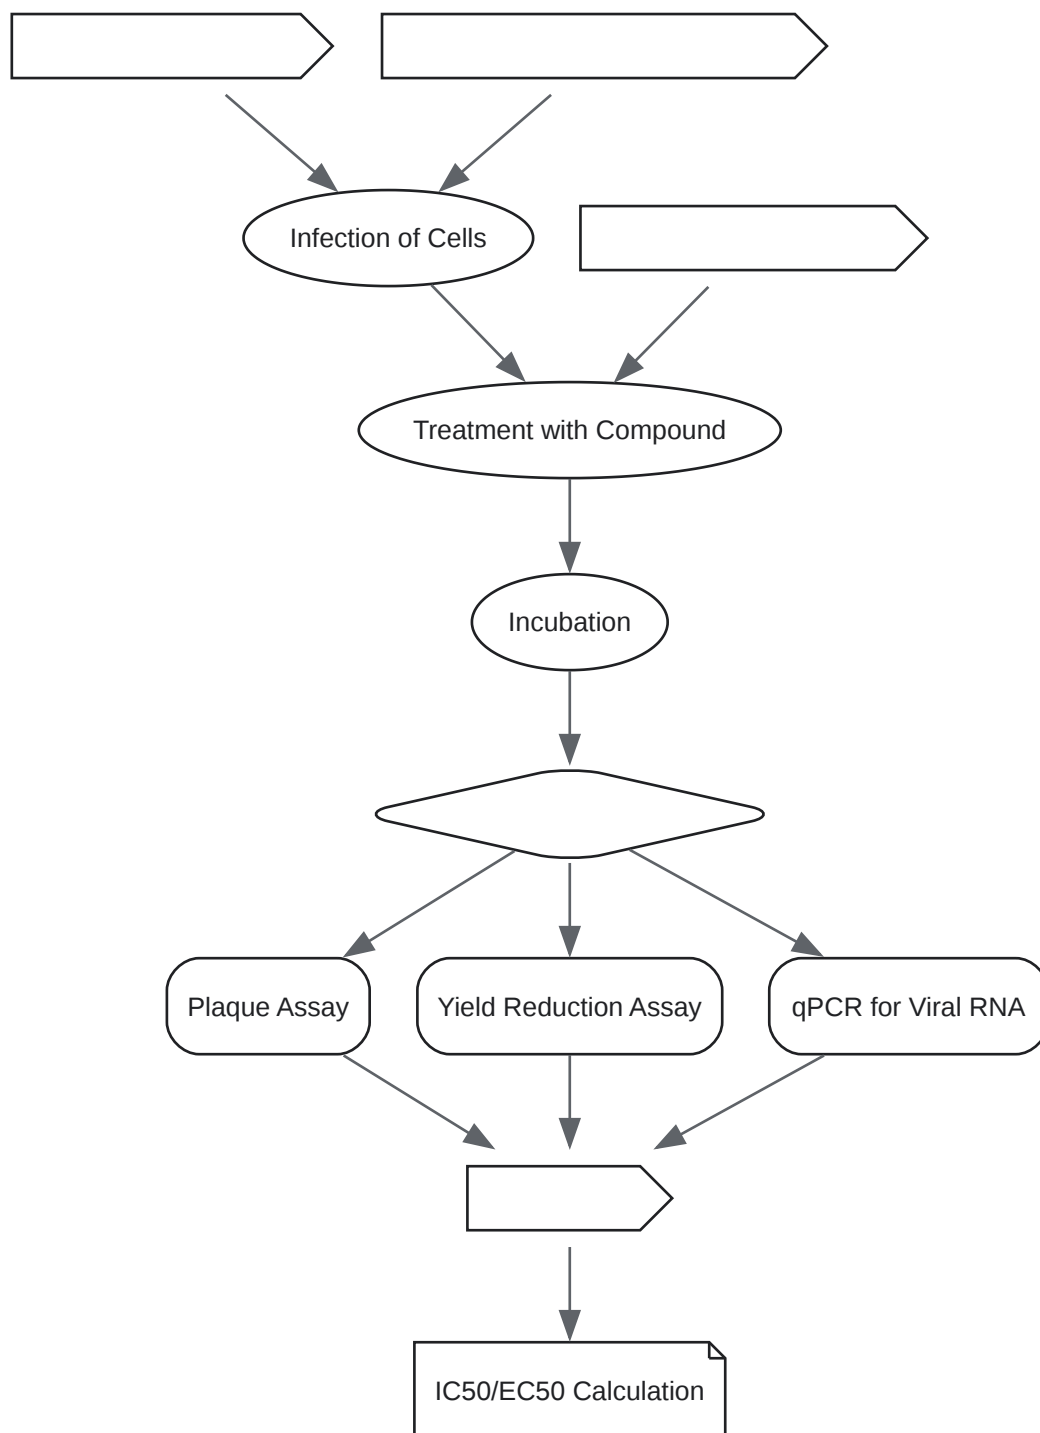 Infection of Cells
Treatment with Compound
Incubation
Plaque Assay
Yield Reduction Assay
qPCR for Viral RNA
IC50/EC50 Calculation